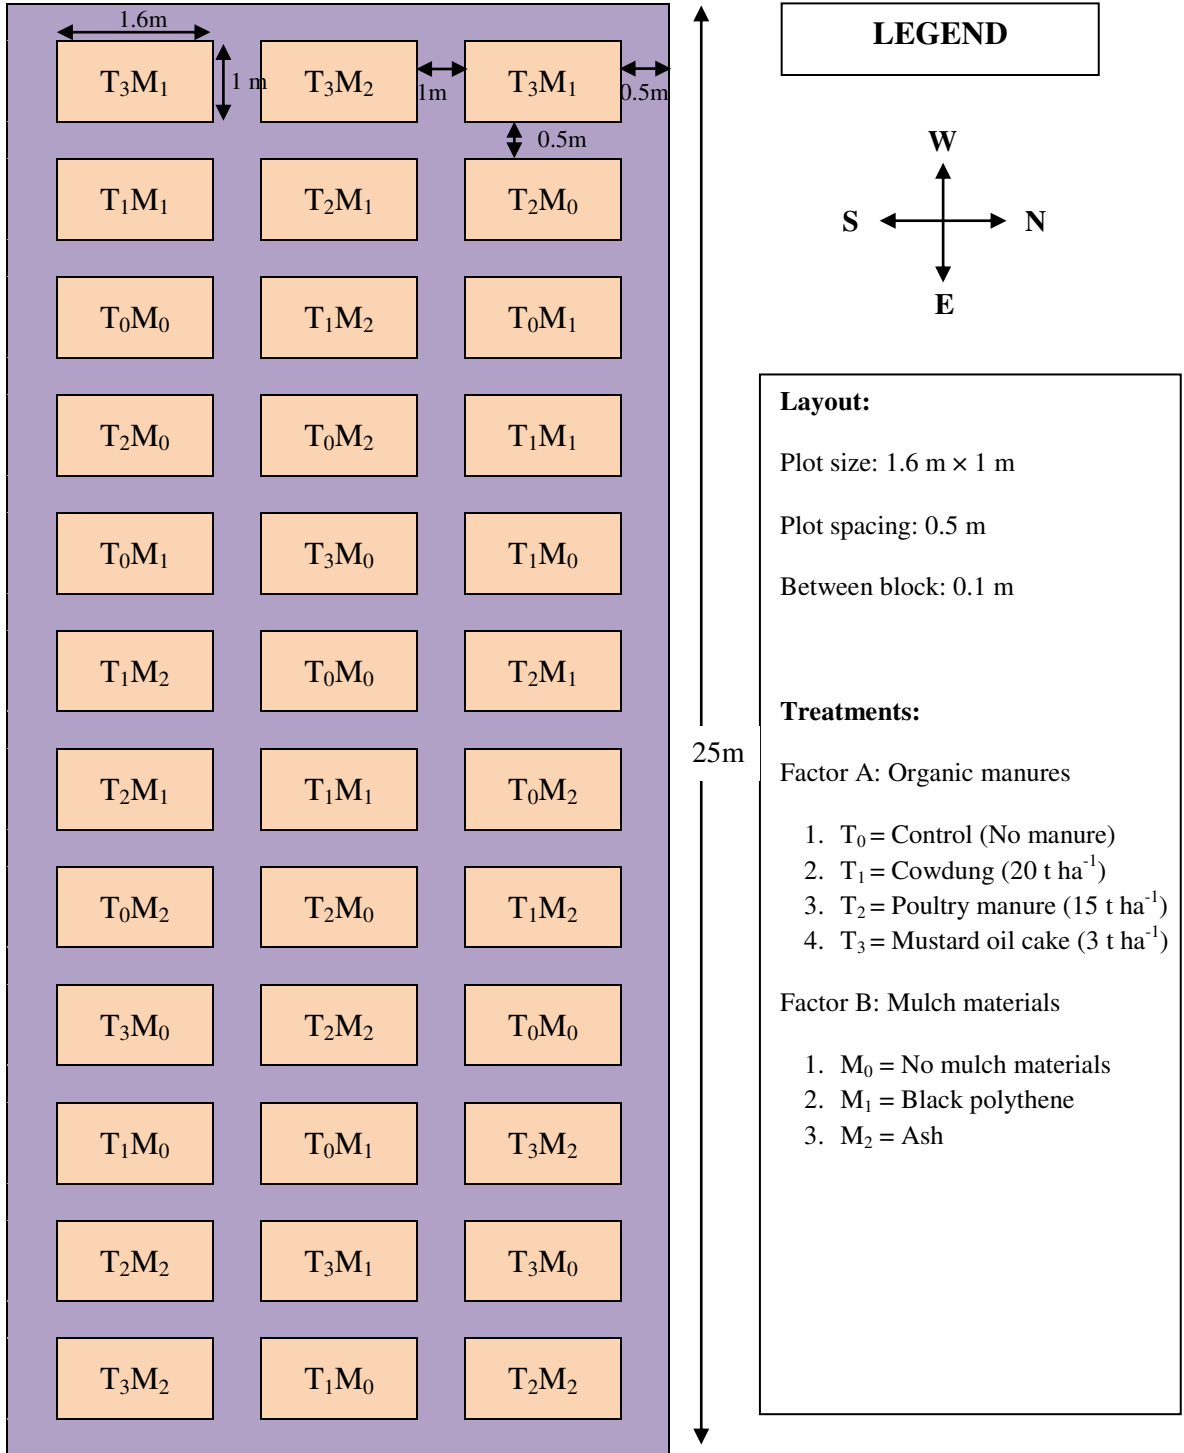 1.6m
LEGEND
T₃M₁ 1 m T₃M₂ 1m T₃M₁ 0.5m
0.5m
W
T₁M₁ T₂M₁ T₂M₀
S N
E
T₀M₀ T₁M₂ T₀M₁
T₂M₀ T₀M₂ T₁M₁
T₀M₁ T₃M₀ T₁M₀
T₁M₂ T₀M₀ T₂M₁
T₂M₁ T₁M₁ T₀M₂
T₀M₂ T₂M₀ T₁M₂
T₃M₀ T₂M₂ T₀M₀
T₁M₀ T₀M₁ T₃M₂
T₂M₂ T₃M₁ T₃M₀
T₃M₂ T₁M₀ T₂M₂
25m
Layout:
Plot size: 1.6 m × 1 m
Plot spacing: 0.5 m
Between block: 0.1 m
Treatments:
Factor A: Organic manures
1. T₀ = Control (No manure)
2. T₁ = Cowdung (20 t ha⁻¹)
3. T₂ = Poultry manure (15 t ha⁻¹)
4. T₃ = Mustard oil cake (3 t ha⁻¹)
Factor B: Mulch materials
1. M₀ = No mulch materials
2. M₁ = Black polythene
3. M₂ = Ash